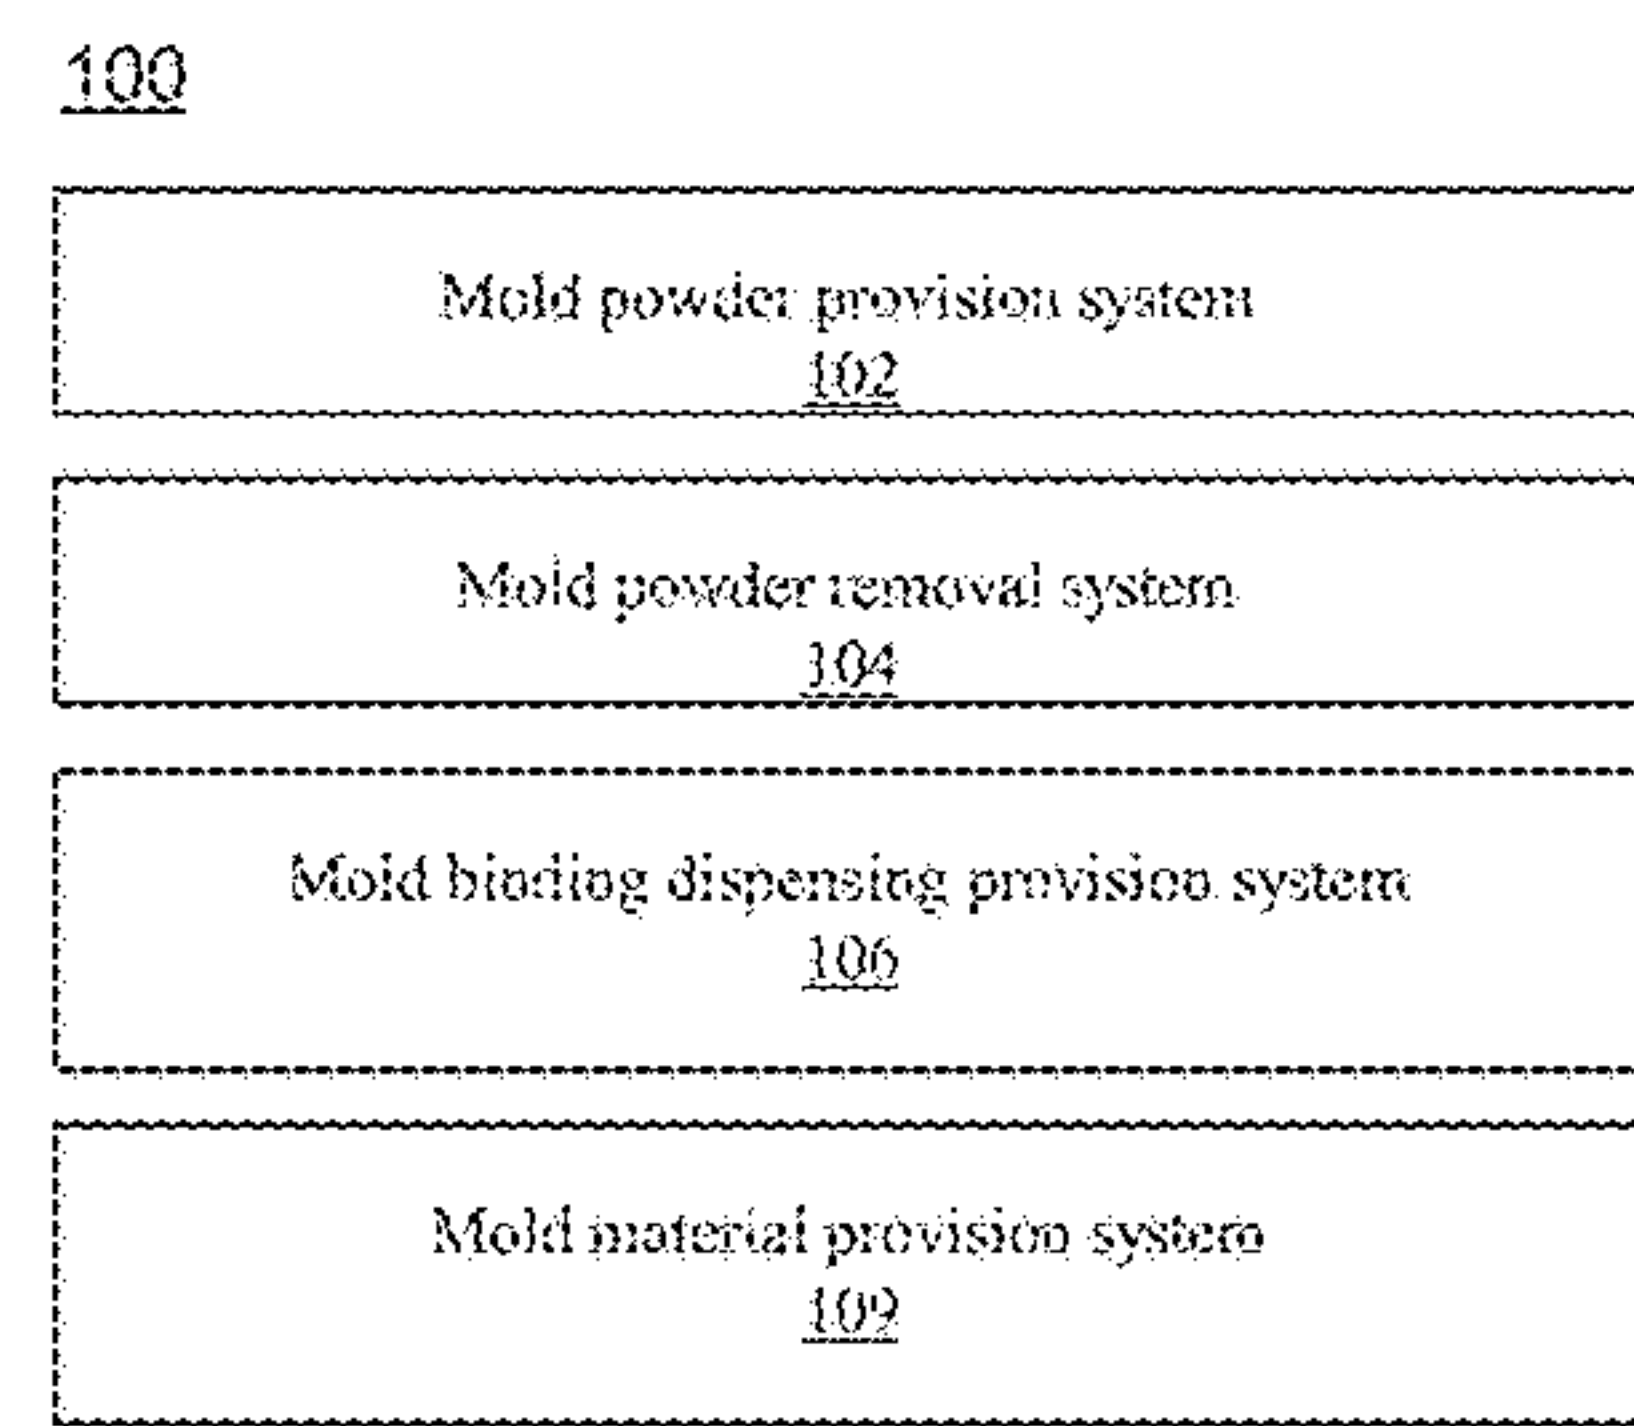 100
Mold powder provision system
102
Mold powder removal system
104
Mold binding dispensing provision system
106
Mold material provision system
109